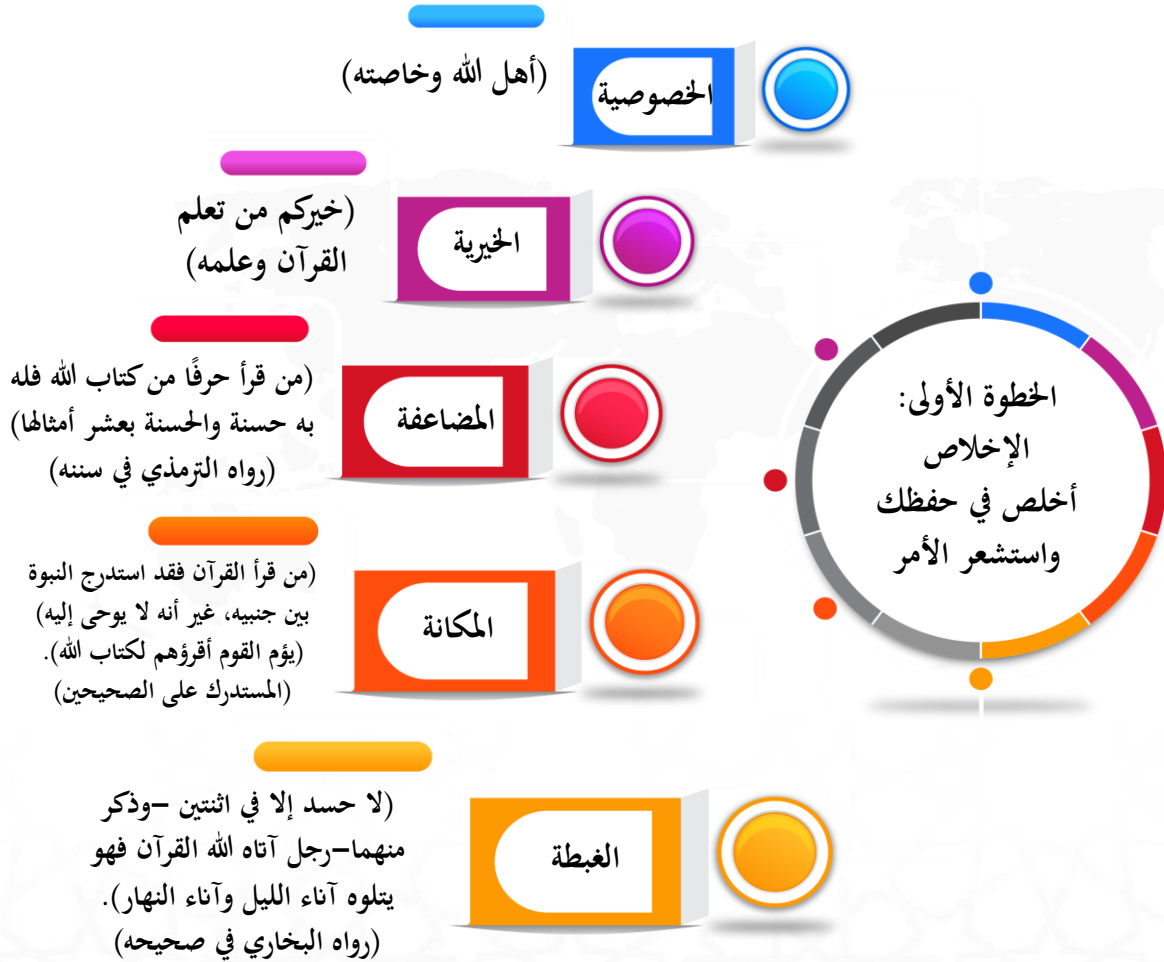 الخطوة الأولى:
الإخلاص
أخلص في حفظك
واستشعر الأمر
الخصوصية
(أهل الله وخاصته)
الخيرية
(خيركم من تعلم
القرآن وعلمه)
المضاعفة
(من قرأ حرفًا من كتاب الله فله
به حسنة والحسنة بعشر أمثالها)
(رواه الترمذي في سننه)
المكانة
(من قرأ القرآن فقد استدرج النبوة
بين جنبيه، غير أنه لا يوحى إليه)
(يؤم القوم أقرؤهم لكتاب الله).
(المستدرك على الصحيحين)
الغبطة
(لا حسد إلا في اثنتين –وذكر
منهما–رجل آتاه الله القرآن فهو
يتلوه آناء الليل وآناء النهار).
(رواه البخاري في صحيحه)